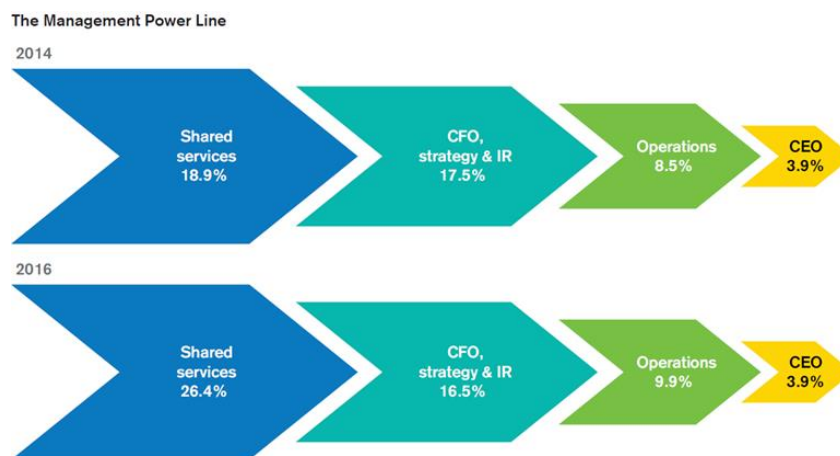 The Management Power Line
2014
Shared
services
18.9%
CFO,
strategy & IR
17.5%
Operations
8.5%
CEO
3.9%
2016
Shared
services
26.4%
CFO,
strategy & IR
16.5%
Operations
9.9%
CEO
3.9%